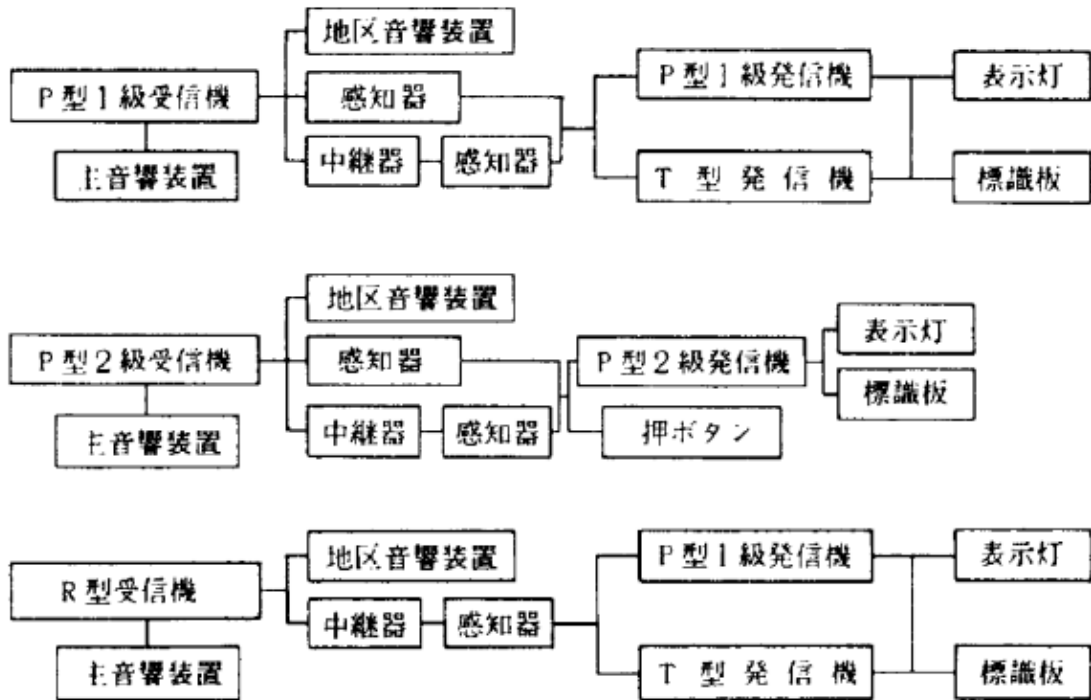 地区音響装置
P型1級受信機
感知器
P型1級発信機
表示灯
主音響装置
中継器
感知器
T型発信機
標識板
地区音響装置
P型2級受信機
感知器
P型2級発信機
表示灯
標識板
主音響装置
中継器
感知器
押ボタン
地区音響装置
R型受信機
P型1級発信機
表示灯
中継器
感知器
主音響装置
T型発信機
標識板